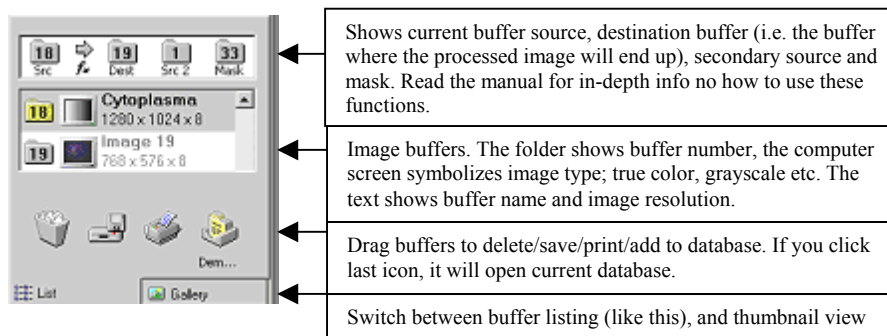 18 19 1 33
Src fx Dest Src 2 Mask
18 Cytoplasma
1280 x 1024 x 8
19 Image 19
768 x 576 x 8
Dem...
List Gallery
Shows current buffer source, destination buffer (i.e. the buffer
where the processed image will end up), secondary source and
mask. Read the manual for in-depth info no how to use these
functions.
Image buffers. The folder shows buffer number, the computer
screen symbolizes image type; true color, grayscale etc. The
text shows buffer name and image resolution.
Drag buffers to delete/save/print/add to database. If you click
last icon, it will open current database.
Switch between buffer listing (like this), and thumbnail view